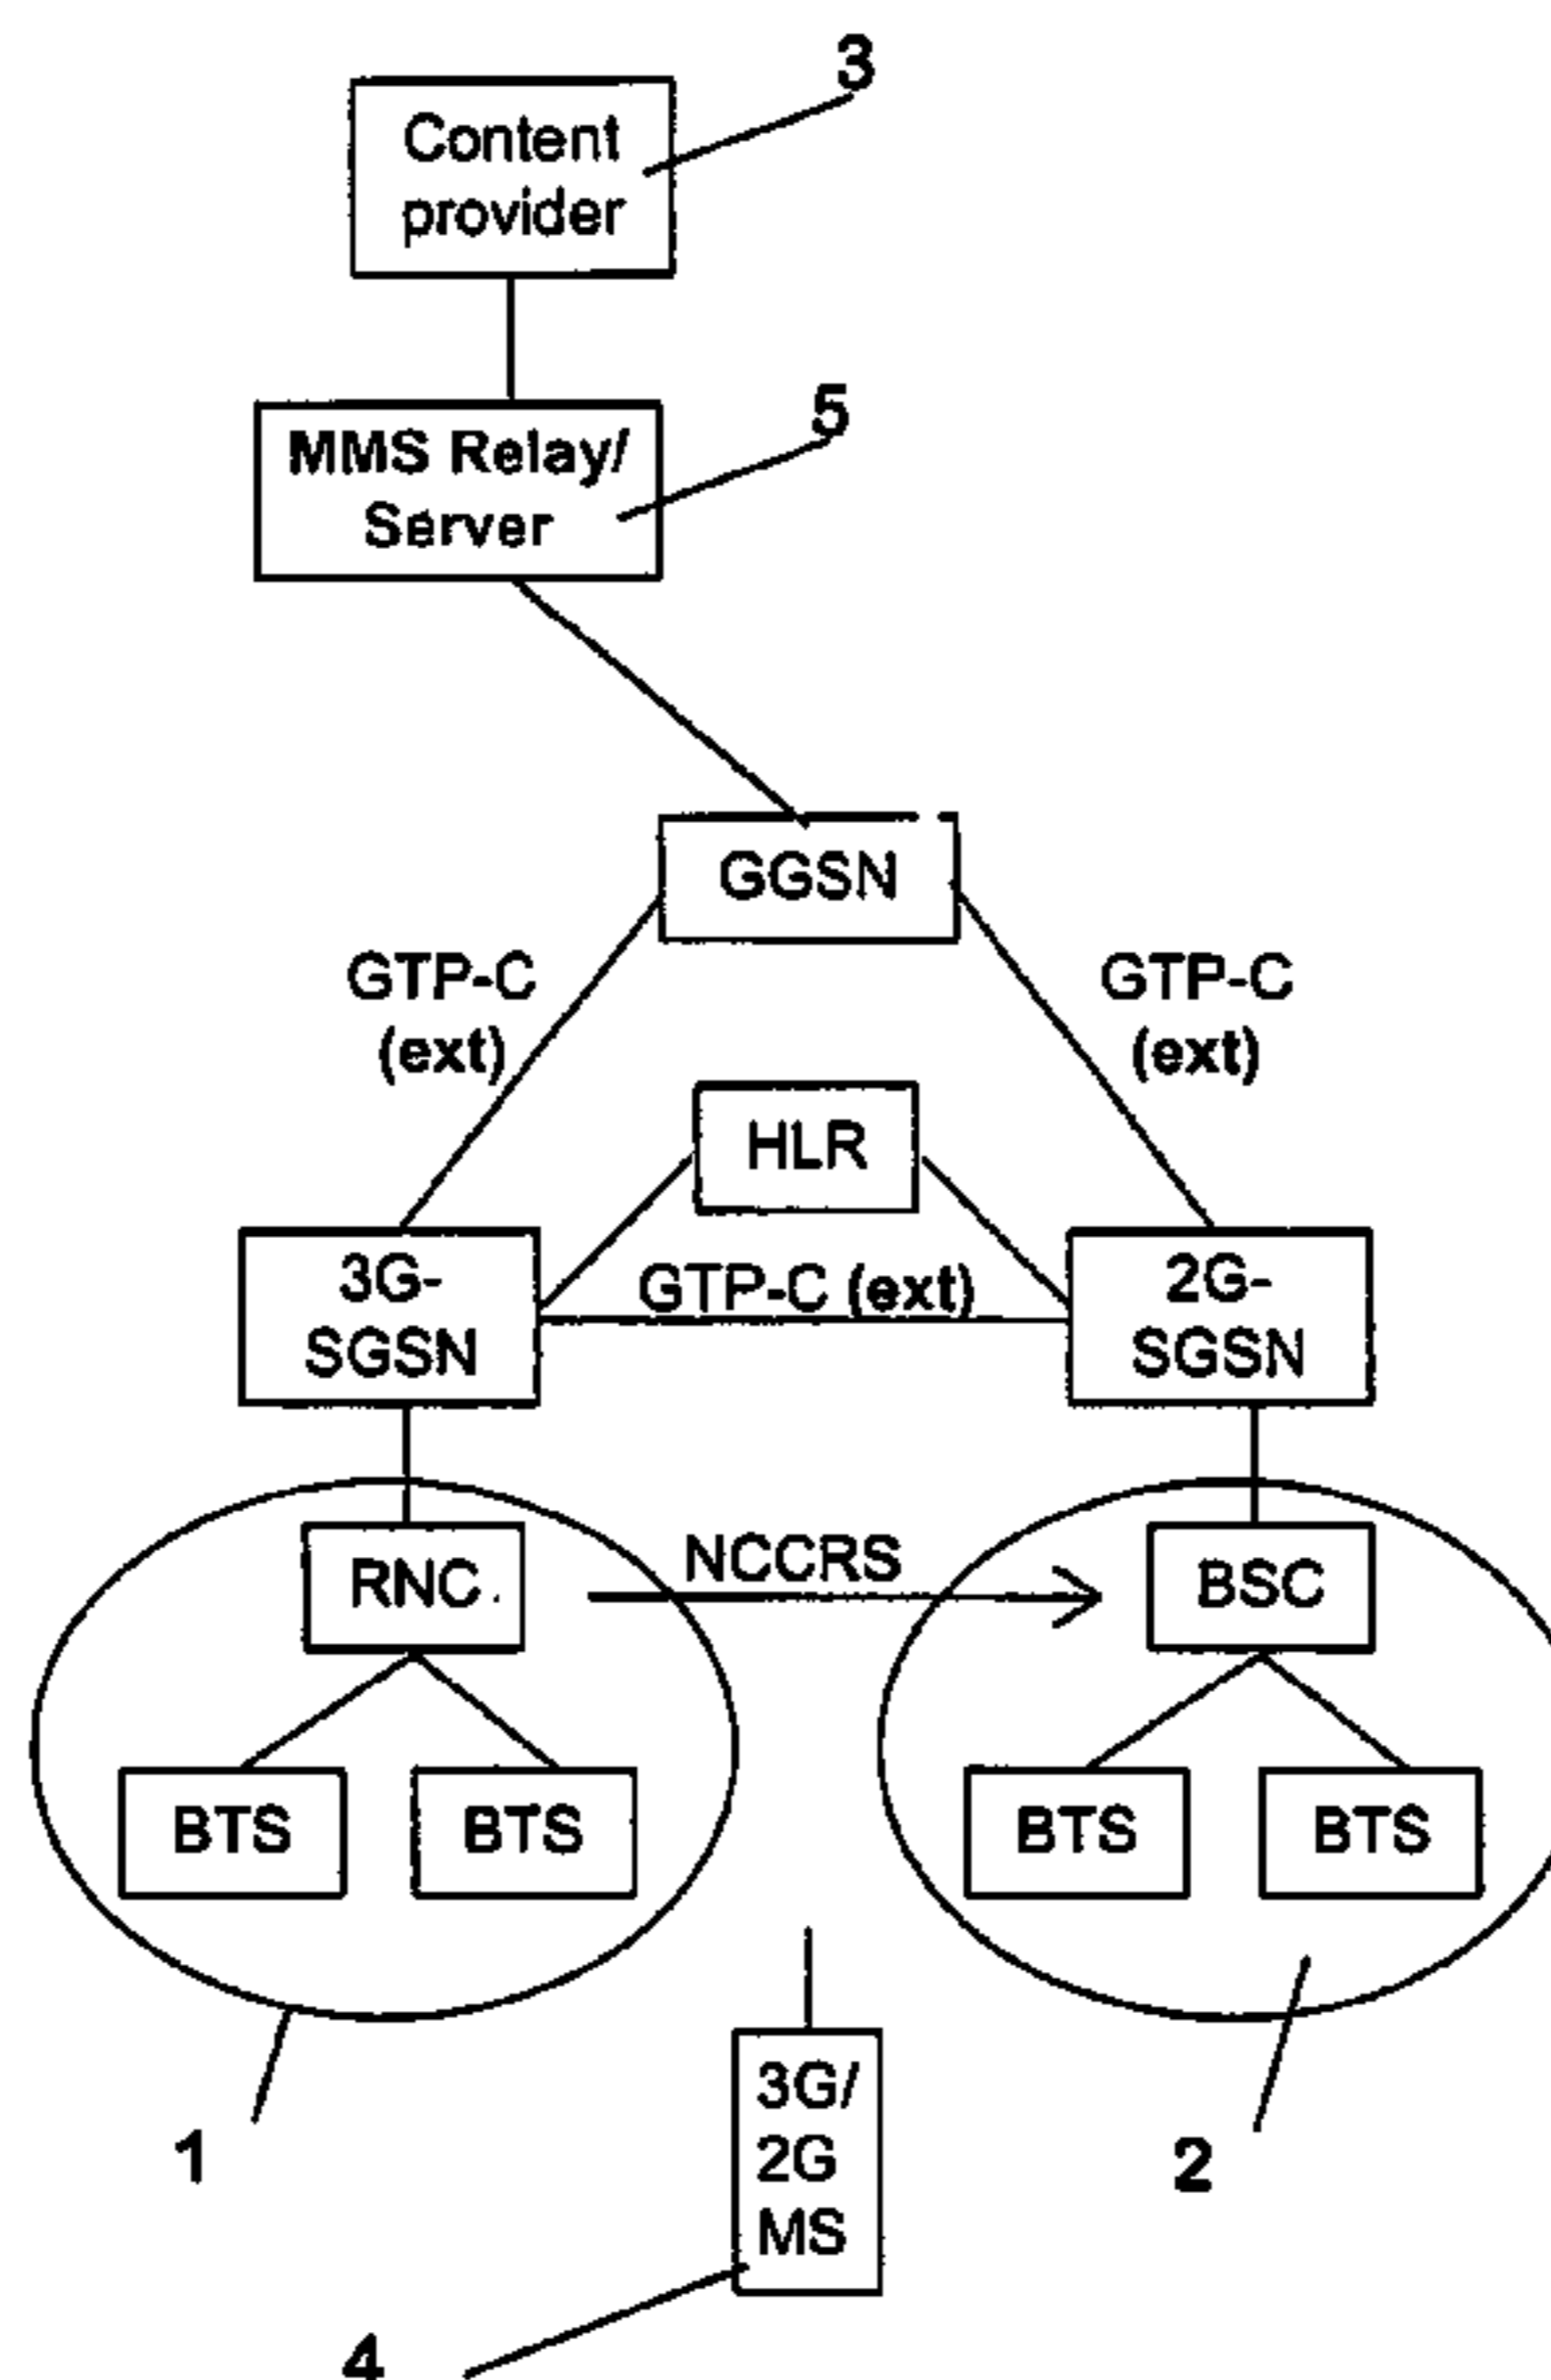 3
Content
provider
5
MMS Relay/
Server
GGSN
GTP-C
(ext)
GTP-C
(ext)
HLR
3G-
SGSN
GTP-C (ext)
2G-
SGSN
RNC.
NCCRS
BSC
BTS
BTS
BTS
BTS
1
3G/
2G
MS
2
4